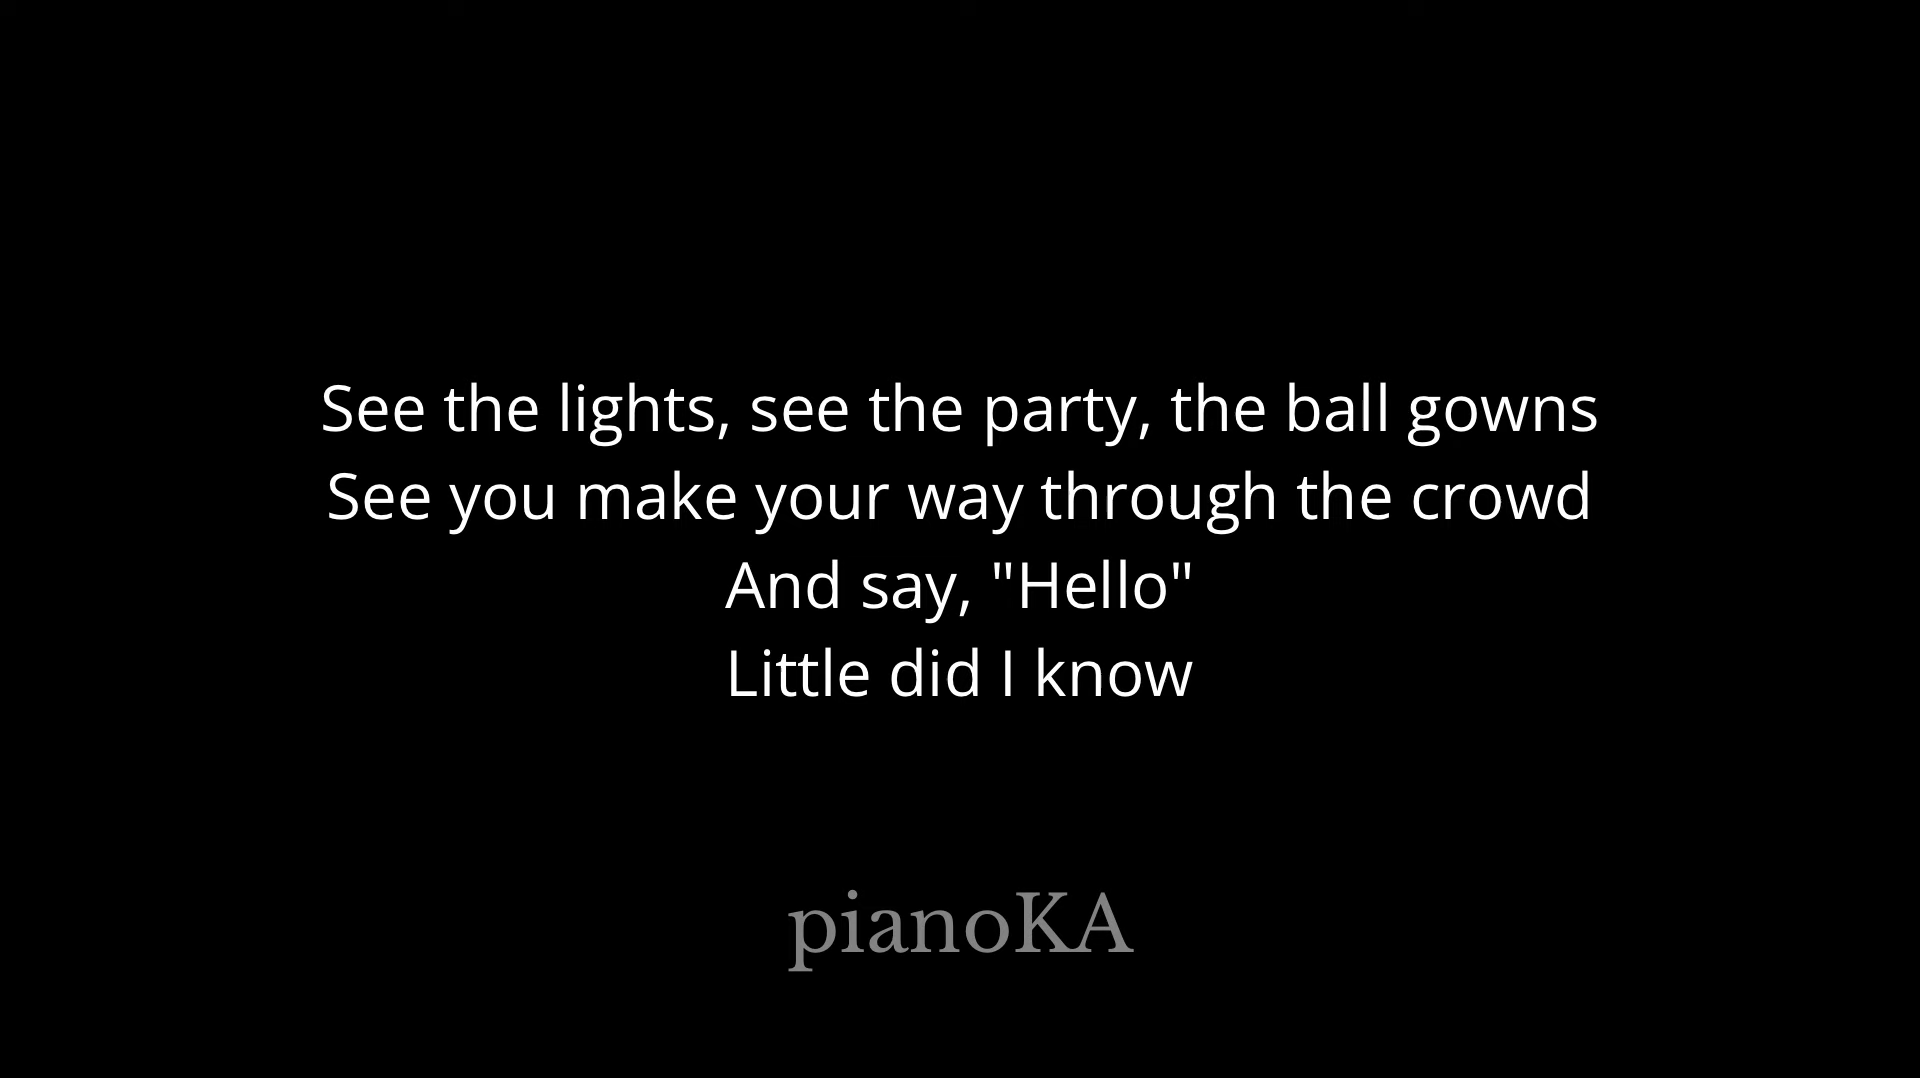 See the lights, see the party, the ball gowns
See you make your way through the crowd
And say, "Hello"
Little did I know
pianoKA